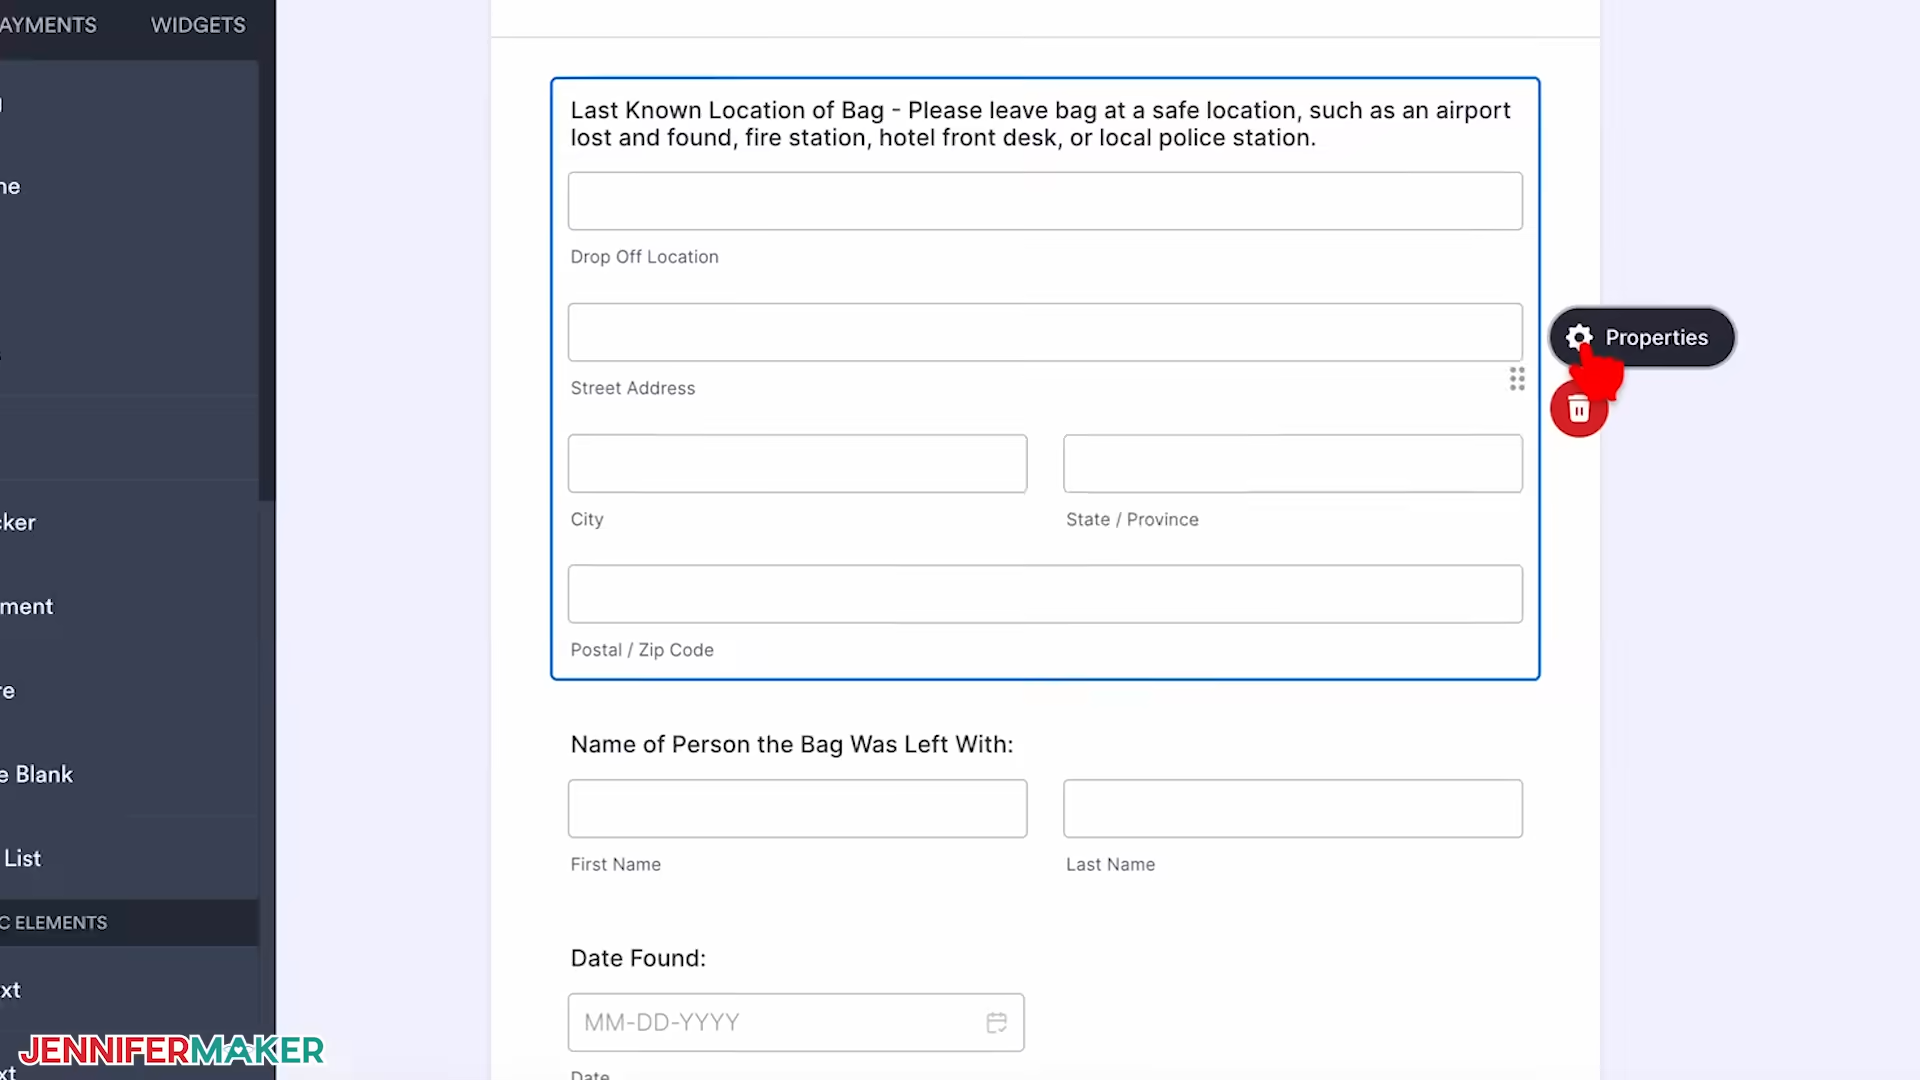 AYMENTS WIDGETS
ne
cker
ment
re
e Blank
List
C ELEMENTS
xt
xt
Last Known Location of Bag - Please leave bag at a safe location, such as an airport
lost and found, fire station, hotel front desk, or local police station.
Drop Off Location
Street Address
City
State / Province
Postal / Zip Code
Properties
Name of Person the Bag Was Left With:
First Name
Last Name
Date Found:
MM-DD-YYYY
Date
JENNIFERMAKER